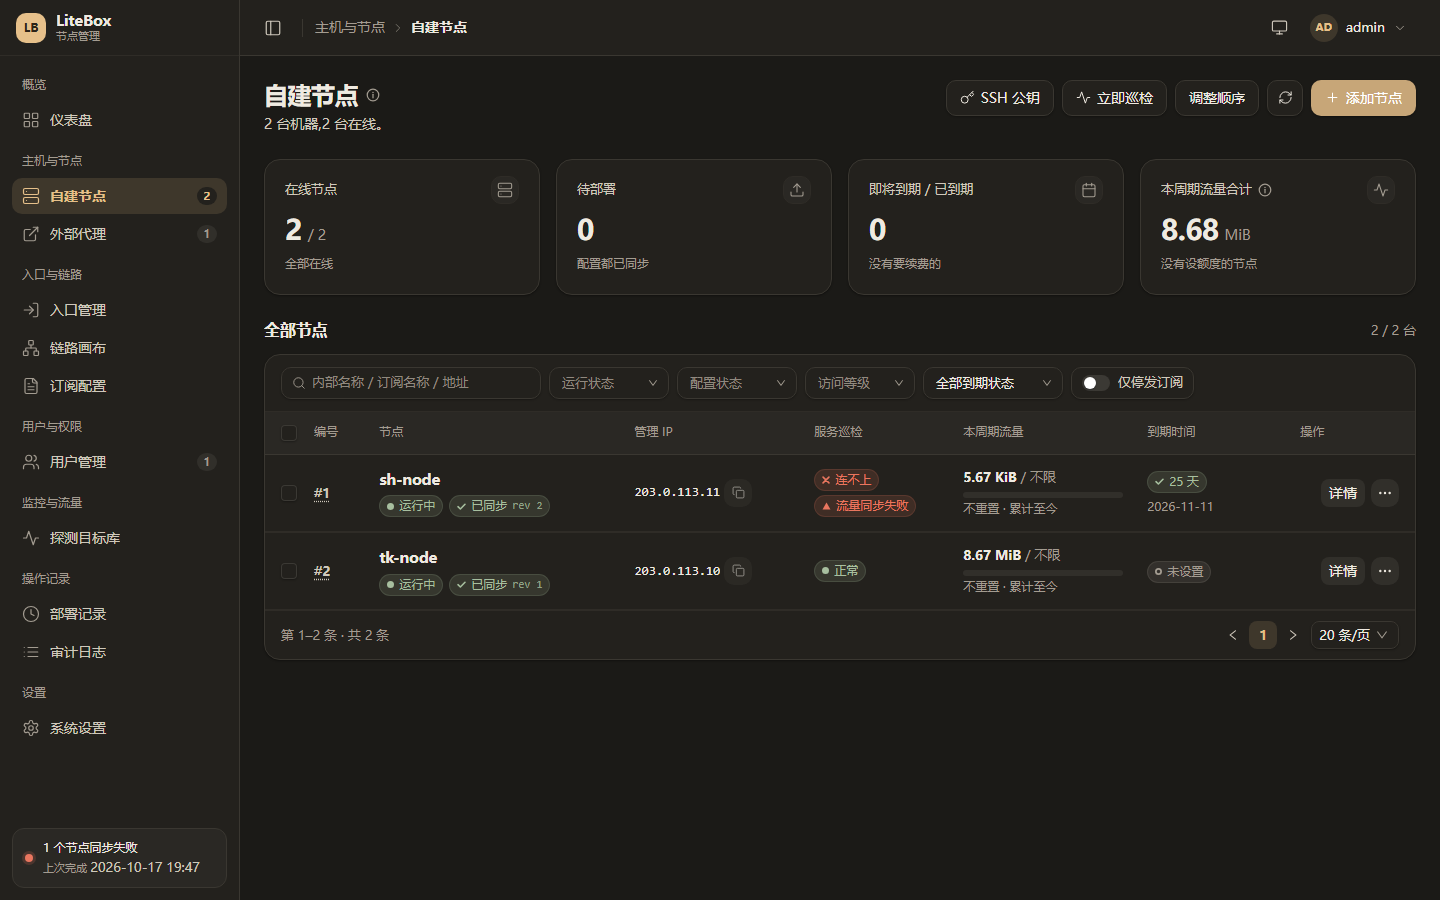 LB
LiteBox
节点管理
概览
仪表盘
主机与节点
自建节点 2
外部代理 1
入口与链路
入口管理
链路画布
订阅配置
用户与权限
用户管理 1
监控与流量
探测目标库
操作记录
部署记录
审计日志
设置
系统设置
1 个节点同步失败
上次完成 2026-10-17 19:47
主机与节点 > 自建节点
AD admin
自建节点
2 台机器,2 台在线。
SSH 公钥
立即巡检
调整顺序
+ 添加节点
在线节点
2 / 2
全部在线
待部署
0
配置都已同步
即将到期 / 已到期
0
没有要续费的
本周期流量合计
8.68 MiB
没有设额度的节点
全部节点
2 / 2 台
内部名称 / 订阅名称 / 地址
运行状态
配置状态
访问等级
全部到期状态
仅停发订阅
编号 节点 管理 IP 服务巡检 本周期流量 到期时间 操作
#1
sh-node
运行中 已同步 rev 2
203.0.113.11
连不上
流量同步失败
5.67 KiB / 不限
不重置 · 累计至今
25 天
2026-11-11
详情 ···
#2
tk-node
运行中 已同步 rev 1
203.0.113.10
正常
8.67 MiB / 不限
不重置 · 累计至今
未设置
详情 ···
第 1–2 条 · 共 2 条
< 1 >
20 条/页